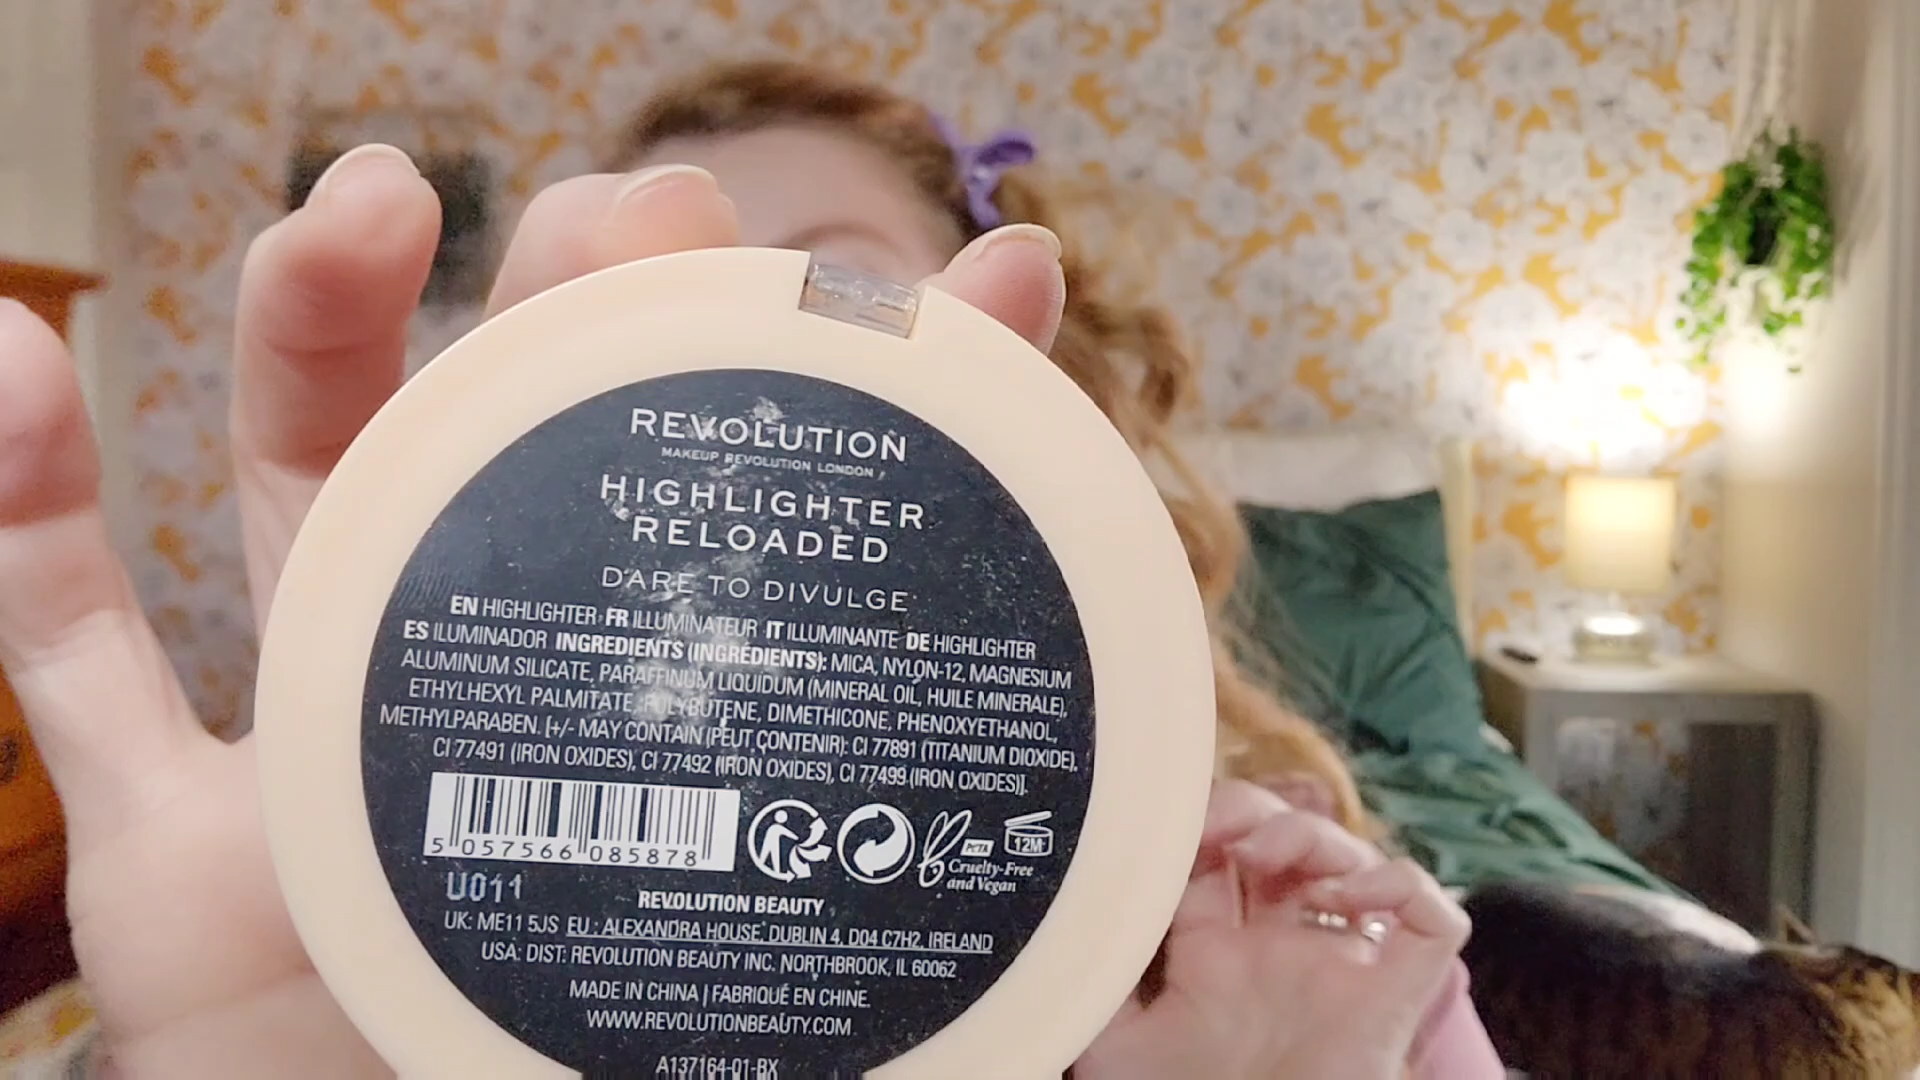 REVOLUTION
MAKEUP REVOLUTION LONDON
HIGHLIGHTER
RELOADED
DARE TO DIVULGE
EN HIGHLIGHTER FR ILLUMINATEUR IT ILLUMINANTE DE HIGHLIGHTER
ES ILUMINADOR INGREDIENTS (INGRÉDIENTS): MICA, NYLON-12, MAGNESIUM
ALUMINUM SILICATE, PARAFFINUM LIQUIDUM (MINERAL OIL, HUILE MINERALE),
ETHYLHEXYL PALMITATE, POLYBUTENE, DIMETHICONE, PHENOXYETHANOL,
METHYLPARABEN. [+/- MAY CONTAIN (PEUT CONTENIR): CI 77891 (TITANIUM DIOXIDE),
CI 77491 (IRON OXIDES), CI 77492 (IRON OXIDES), CI 77499 (IRON OXIDES)].
5 057566 085878
PETA
12M
Cruelty-Free
and Vegan
U011
REVOLUTION BEAUTY
UK: ME11 5JS EU: ALEXANDRA HOUSE, DUBLIN 4, D04 C7H2, IRELAND
USA: DIST: REVOLUTION BEAUTY INC. NORTHBROOK, IL 60062
MADE IN CHINA | FABRIQUÉ EN CHINE.
WWW.REVOLUTIONBEAUTY.COM
A137164-01-BX